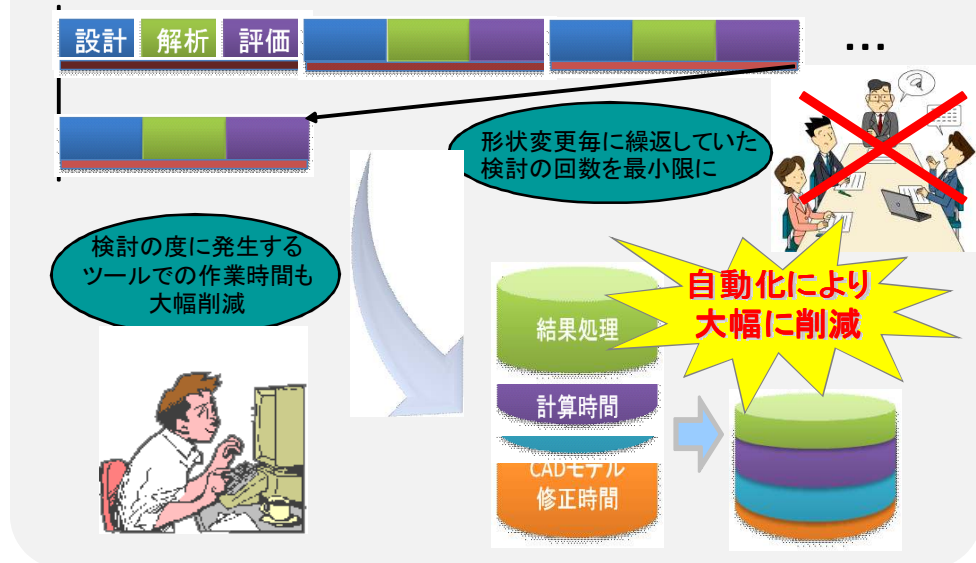 設計 解析 評価
...
形状変更毎に繰返していた
検討の回数を最小限に
検討の度に発生する
ツールでの作業時間も
大幅削減
自動化により
大幅に削減
結果処理
計算時間
CADモデル
修正時間